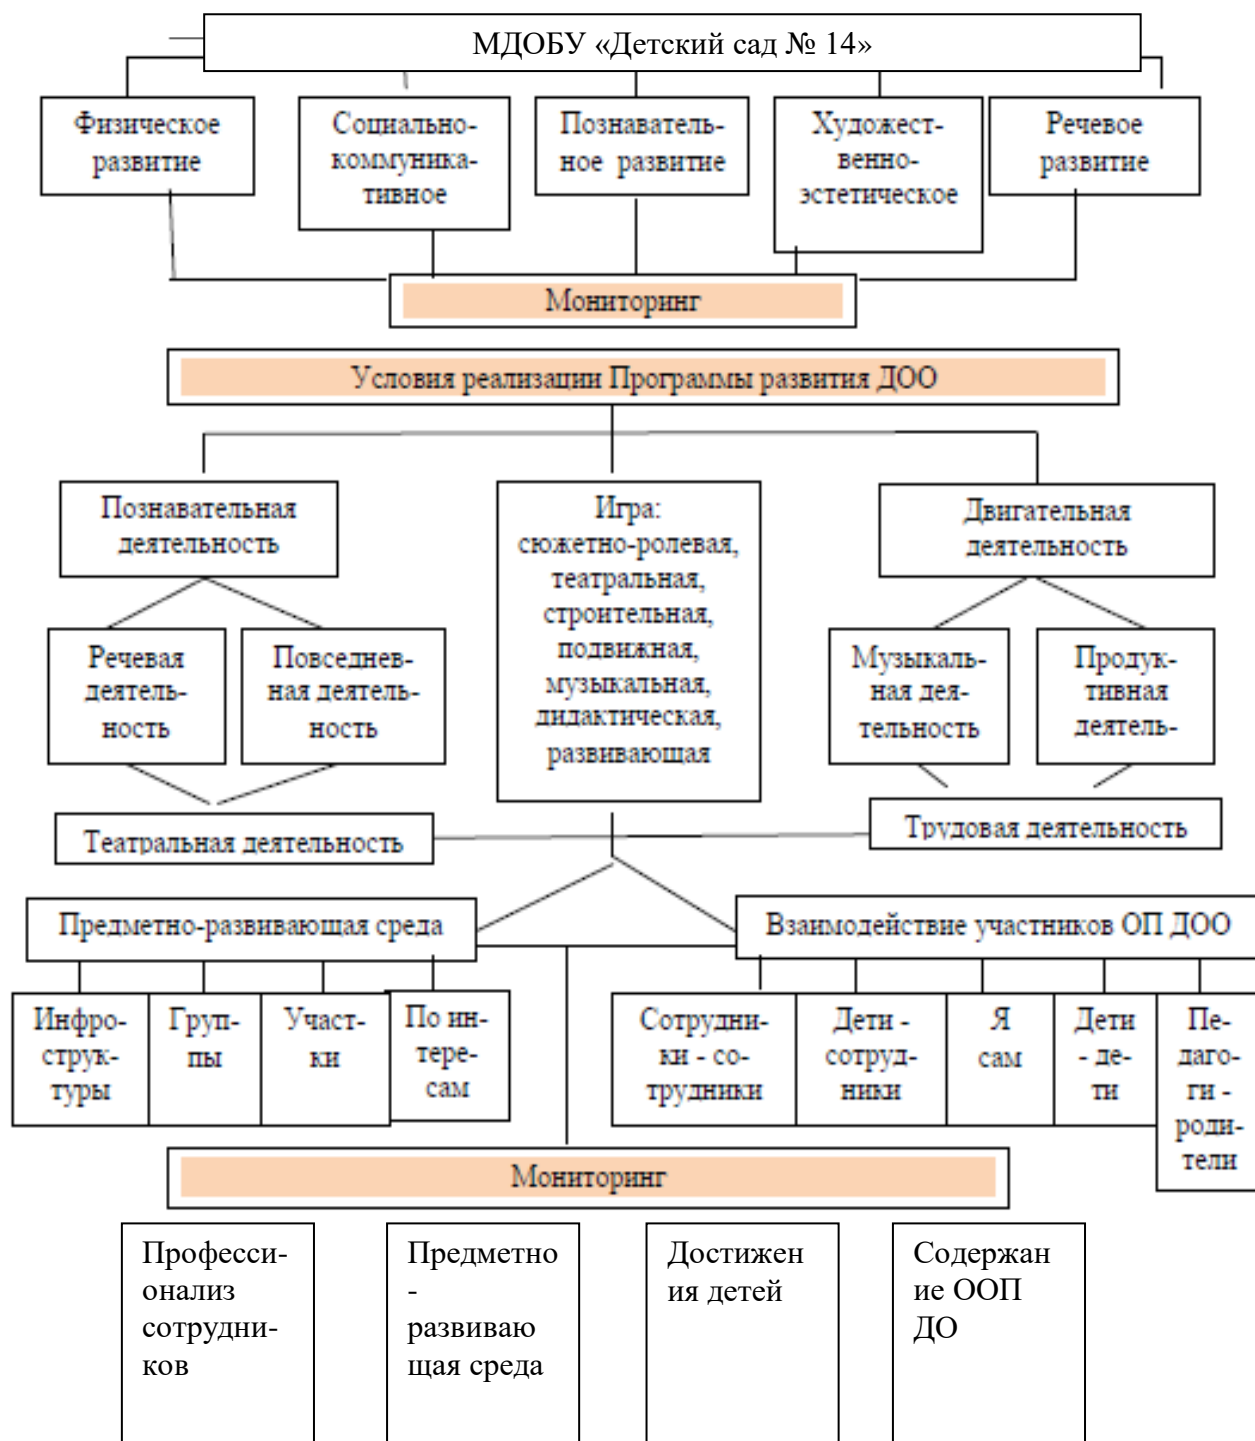 МДОБУ «Детский сад № 14»
Физическое
развитие
Социально-
коммуника-
тивное
Познаватель-
ное развитие
Художест-
венно-
эстетическое
Речевое
развитие
Мониторинг
Условия реализации Программы развития ДОО
Познавательная
деятельность
Игра:
сюжетно-ролевая,
театральная,
строительная,
подвижная,
музыкальная,
дидактическая,
развивающая
Двигательная
деятельность
Речевая
деятель-
ность
Повседнев-
ная деятель-
ность
Музыкаль-
ная дея-
тельность
Продук-
тивная
деятель-
Театральная деятельность
Трудовая деятельность
Предметно-развивающая среда
Взаимодействие участников ОП ДОО
Инфро-
струк-
туры
Груп-
пы
Участ-
ки
По ин-
тере-
сам
Сотрудни-
ки - со-
трудники
Дети -
сотруд-
ники
Я
сам
Дети
- де-
ти
Пе-
даго-
ги -
роди-
тели
Мониторинг
Професси-
онализ
сотрудни-
ков
Предметно
-
развиваю
щая среда
Достижен
ия детей
Содержан
ие ООП
ДО